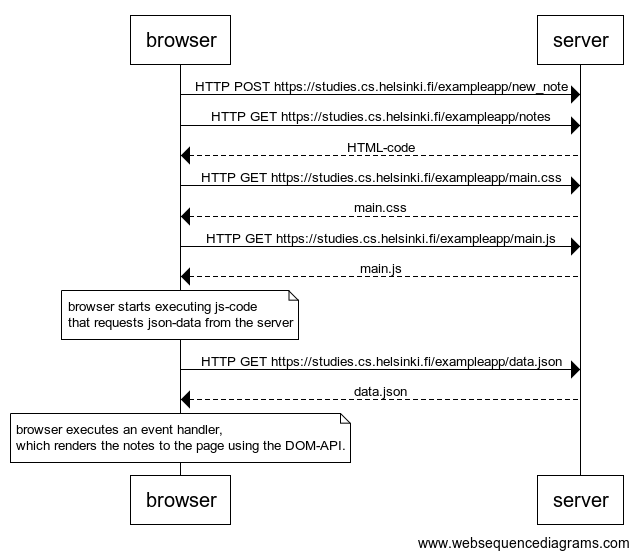 browser
server
HTTP POST https://studies.cs.helsinki.fi/exampleapp/new_note
HTTP GET https://studies.cs.helsinki.fi/exampleapp/notes
HTML-code
HTTP GET https://studies.cs.helsinki.fi/exampleapp/main.css
main.css
HTTP GET https://studies.cs.helsinki.fi/exampleapp/main.js
main.js
browser starts executing js-code
that requests json-data from the server
HTTP GET https://studies.cs.helsinki.fi/exampleapp/data.json
data.json
browser executes an event handler,
which renders the notes to the page using the DOM-API.
browser
server
www.websequencediagrams.com